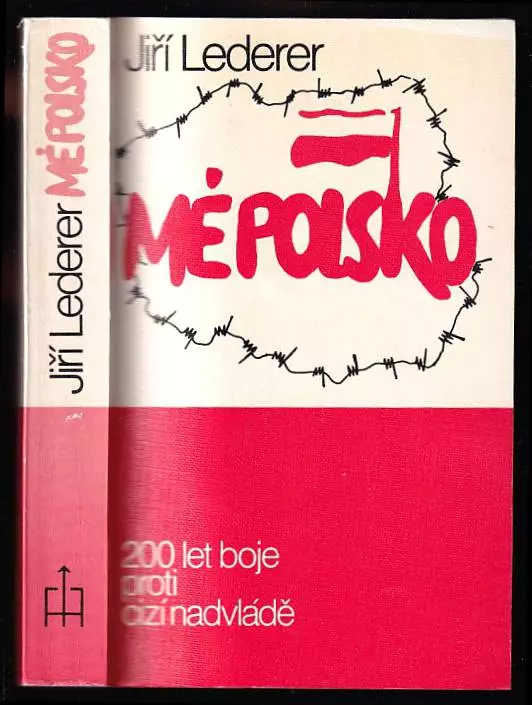 Jiří Lederer
MÉ POLSKO
200 let boje
proti
cizí nadvládě
Jiří Lederer MÉ POLSKO